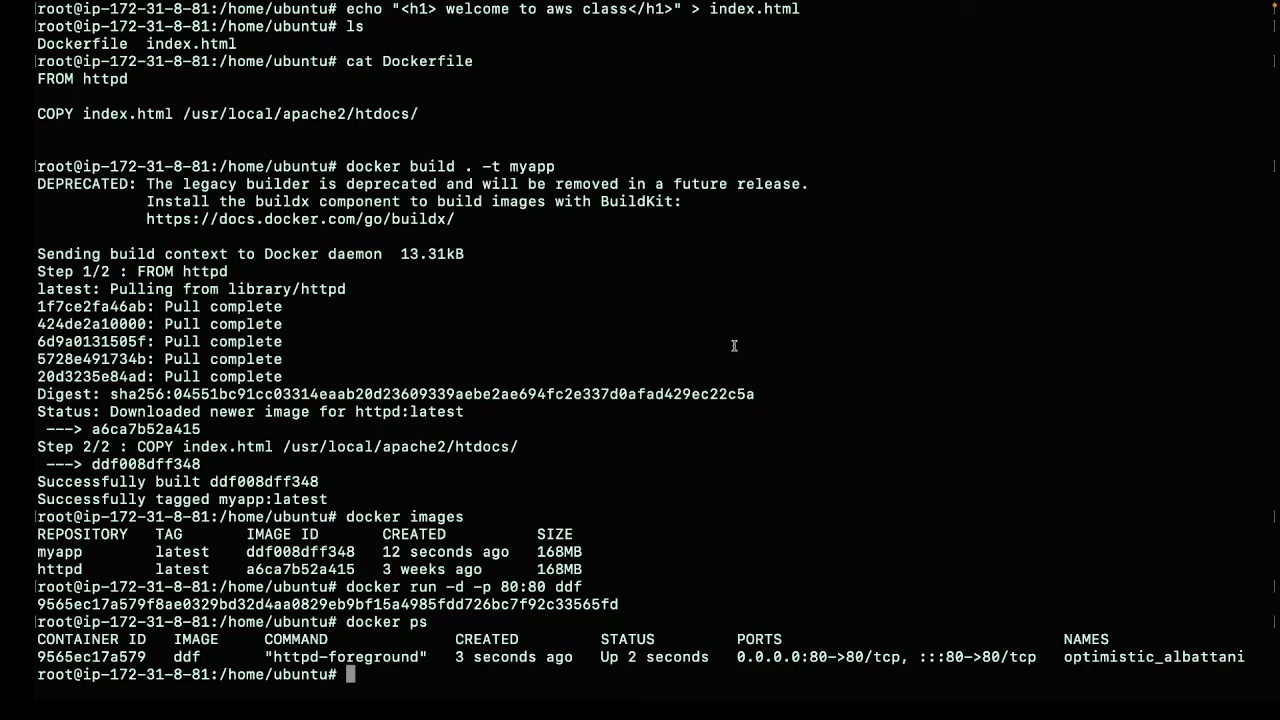 root@ip-172-31-8-81:/home/ubuntu# echo "<h1> welcome to aws class</h1>" > index.html
root@ip-172-31-8-81:/home/ubuntu# ls
Dockerfile  index.html
root@ip-172-31-8-81:/home/ubuntu# cat Dockerfile
FROM httpd
COPY index.html /usr/local/apache2/htdocs/
root@ip-172-31-8-81:/home/ubuntu# docker build . -t myapp
DEPRECATED: The legacy builder is deprecated and will be removed in a future release.
            Install the buildx component to build images with BuildKit:
            https://docs.docker.com/go/buildx/
Sending build context to Docker daemon  13.31kB
Step 1/2 : FROM httpd
latest: Pulling from library/httpd
1f7ce2fa46ab: Pull complete
424de2a10000: Pull complete
6d9a0131505f: Pull complete
5728e491734b: Pull complete
20d3235e84ad: Pull complete
Digest: sha256:04551bc91cc03314eaab20d23609339aebe2ae694fc2e337d0afad429ec22c5a
Status: Downloaded newer image for httpd:latest
 ---> a6ca7b52a415
Step 2/2 : COPY index.html /usr/local/apache2/htdocs/
 ---> ddf008dff348
Successfully built ddf008dff348
Successfully tagged myapp:latest
root@ip-172-31-8-81:/home/ubuntu# docker images
REPOSITORY   TAG       IMAGE ID       CREATED          SIZE
myapp        latest    ddf008dff348   12 seconds ago   168MB
httpd        latest    a6ca7b52a415   3 weeks ago      168MB
root@ip-172-31-8-81:/home/ubuntu# docker run -d -p 80:80 ddf
9565ec17a579f8ae0329bd32d4aa0829eb9bf15a4985fdd726bc7f92c33565fd
root@ip-172-31-8-81:/home/ubuntu# docker ps
CONTAINER ID   IMAGE     COMMAND              CREATED         STATUS         PORTS                               NAMES
9565ec17a579   ddf       "httpd-foreground"   3 seconds ago   Up 2 seconds   0.0.0.0:80->80/tcp, :::80->80/tcp   optimistic_albattani
root@ip-172-31-8-81:/home/ubuntu#